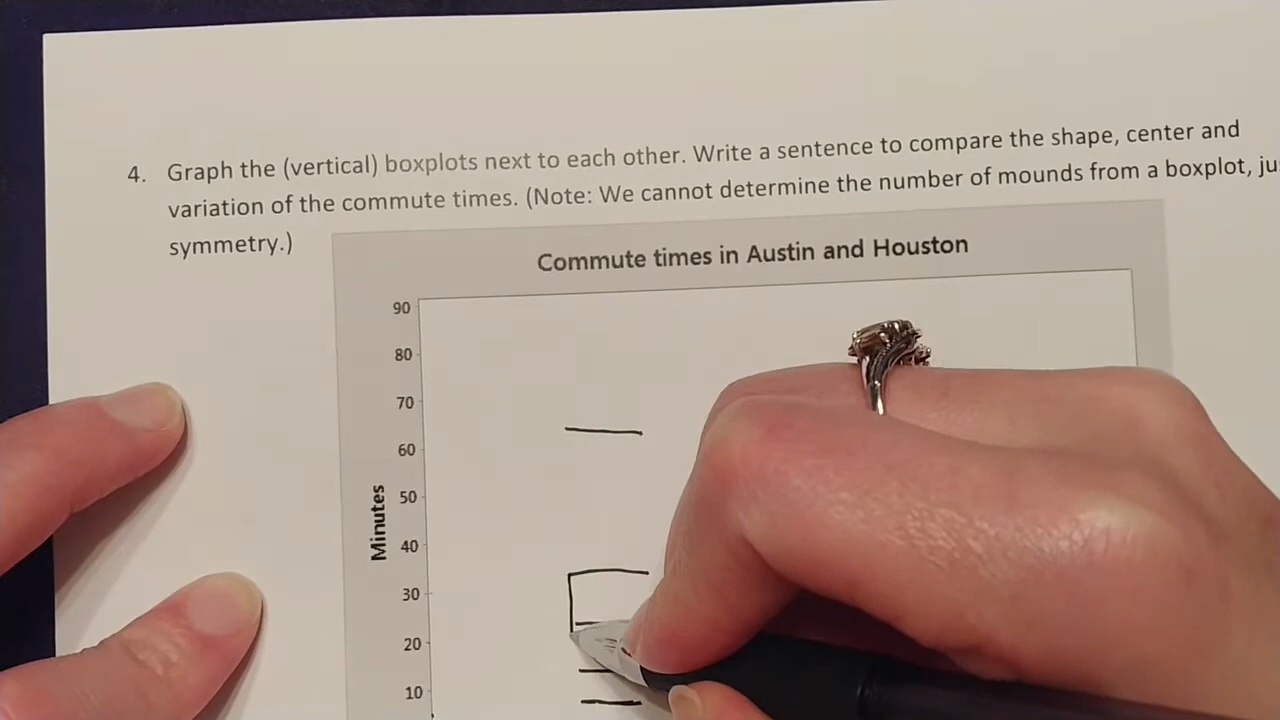 4. Graph the (vertical) boxplots next to each other. Write a sentence to compare the shape, center and
variation of the commute times. (Note: We cannot determine the number of mounds from a boxplot, ju
symmetry.)
Commute times in Austin and Houston
90
80
70
60
50
Minutes
40
30
20
10